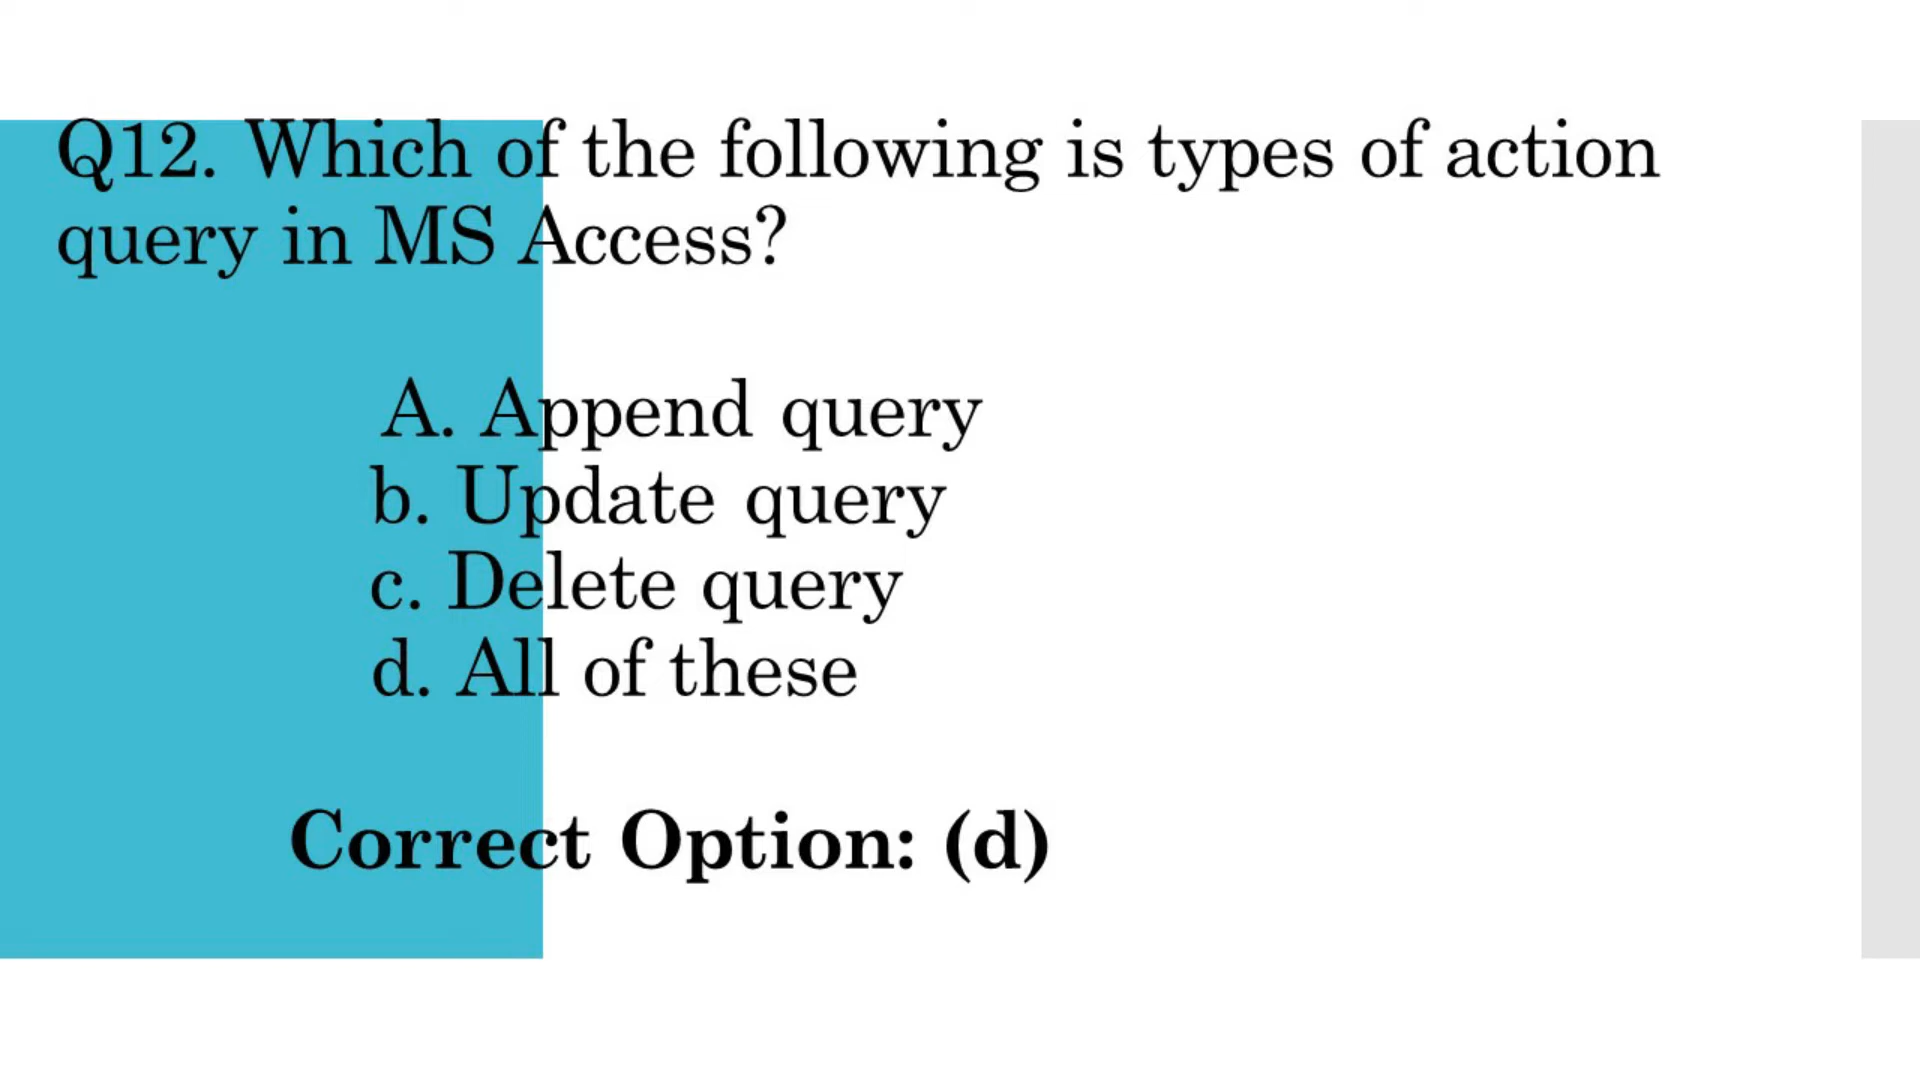 Q12. Which of the following is types of action
query in MS Access?
A. Append query
b. Update query
c. Delete query
d. All of these
Correct Option: (d)